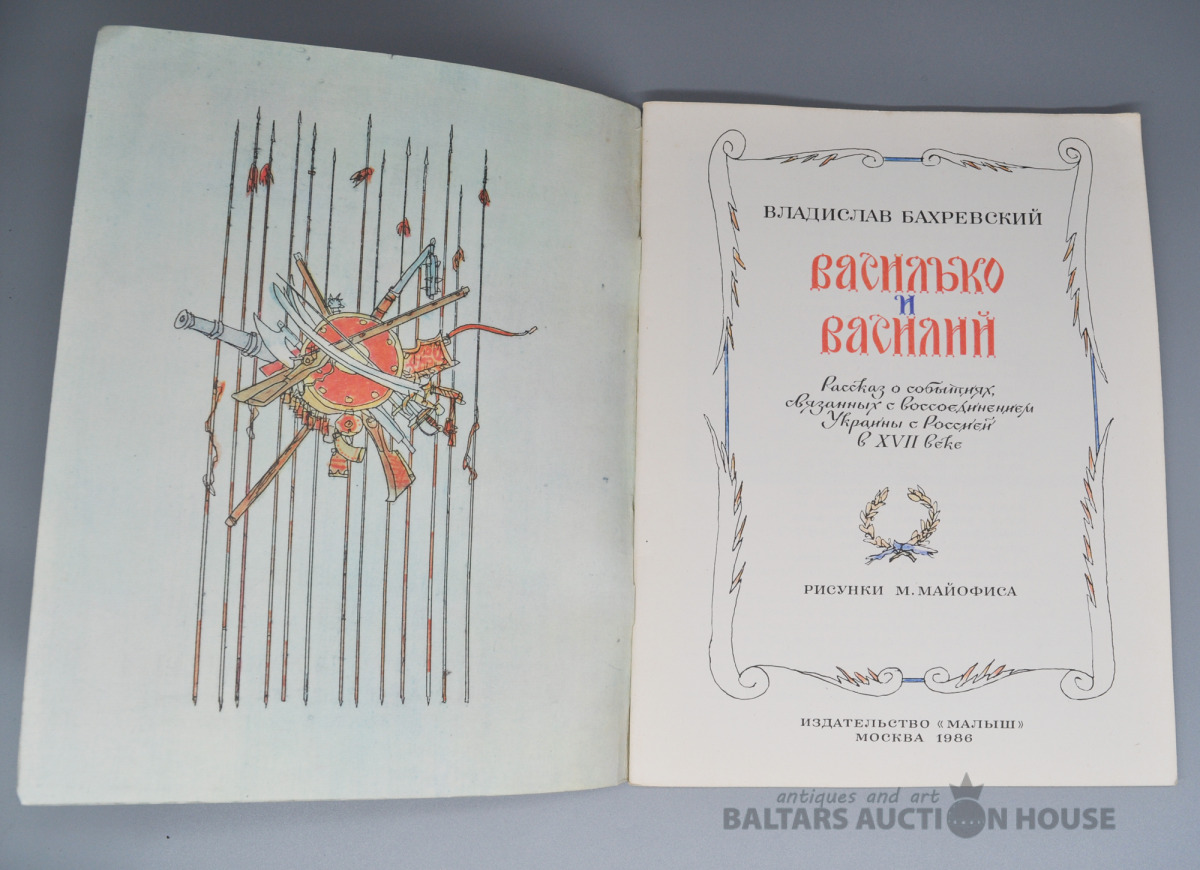 ВЛАДИСЛАВ БАХРЕВСКИЙ
ВАСИЛЬКО
И
ВАСИЛИЙ
Рассказ о событиях,
связанных с воссоединением
Украины с Россией
в XVII веке
РИСУНКИ М. МАЙОФИСА
ИЗДАТЕЛЬСТВО «МАЛЫШ»
МОСКВА 1986
antiques and art
BALTARS AUCTION HOUSE